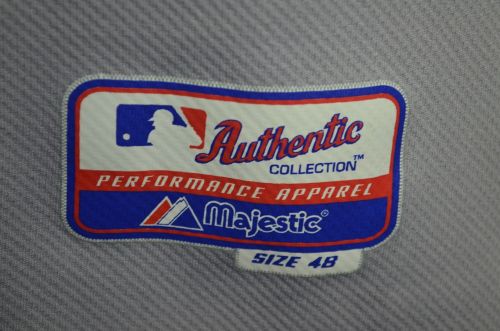 Authentic
COLLECTION™
PERFORMANCE APPAREL
Majestic®
SIZE 48